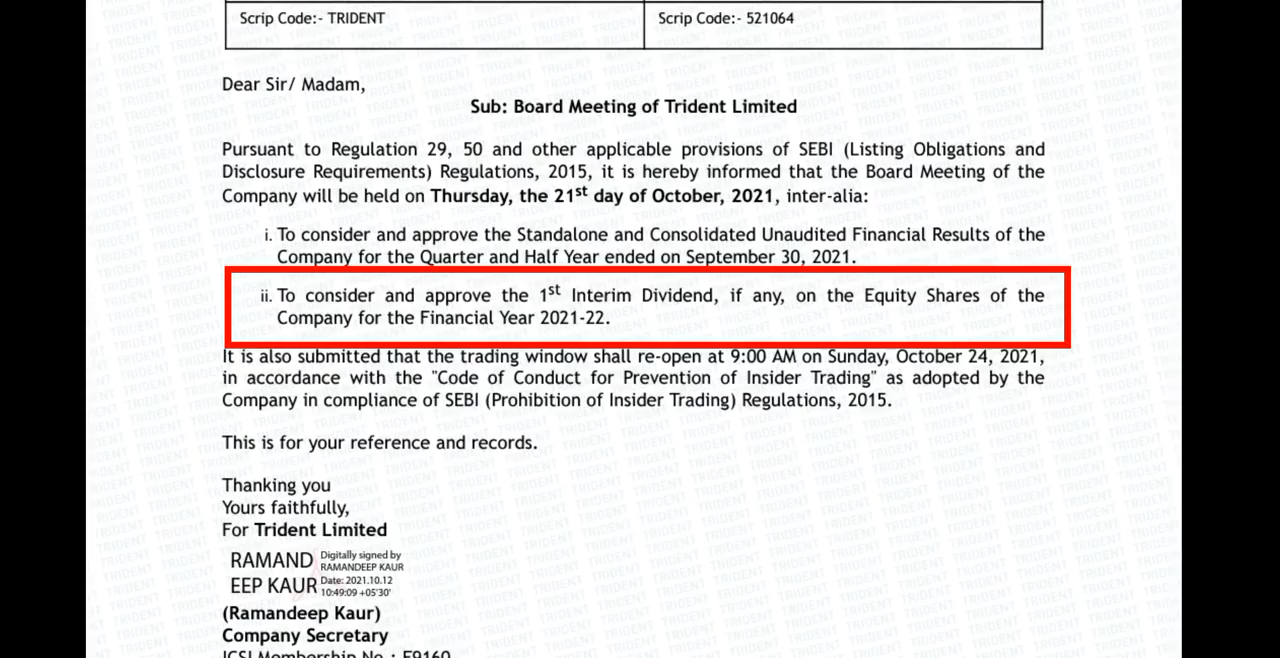 Scrip Code:- TRIDENT Scrip Code:- 521064
Dear Sir/ Madam,
Sub: Board Meeting of Trident Limited
Pursuant to Regulation 29, 50 and other applicable provisions of SEBI (Listing Obligations and
Disclosure Requirements) Regulations, 2015, it is hereby informed that the Board Meeting of the
Company will be held on Thursday, the 21st day of October, 2021, inter-alia:
i. To consider and approve the Standalone and Consolidated Unaudited Financial Results of the
Company for the Quarter and Half Year ended on September 30, 2021.
ii. To consider and approve the 1st Interim Dividend, if any, on the Equity Shares of the
Company for the Financial Year 2021-22.
It is also submitted that the trading window shall re-open at 9:00 AM on Sunday, October 24, 2021,
in accordance with the "Code of Conduct for Prevention of Insider Trading" as adopted by the
Company in compliance of SEBI (Prohibition of Insider Trading) Regulations, 2015.
This is for your reference and records.
Thanking you
Yours faithfully,
For Trident Limited
RAMAND
EEP KAUR
Digitally signed by
RAMANDEEP KAUR
Date: 2021.10.12
10:49:09 +05'30'
(Ramandeep Kaur)
Company Secretary
ICSI Membership No.: F9160